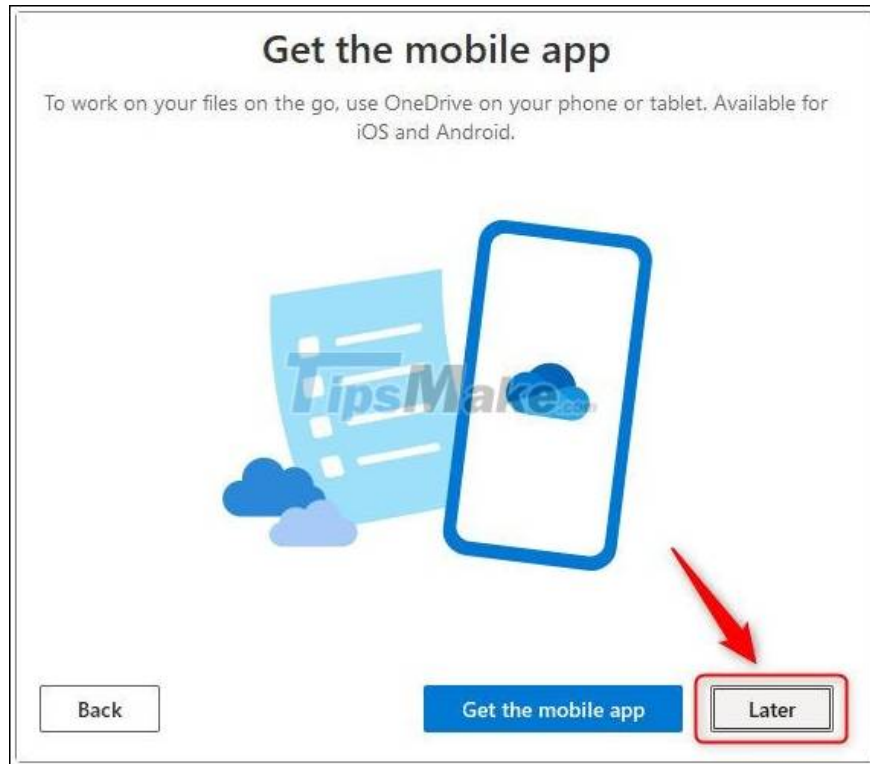 Get the mobile app
To work on your files on the go, use OneDrive on your phone or tablet. Available for
iOS and Android.
TipsMake.com
Back
Get the mobile app
Later